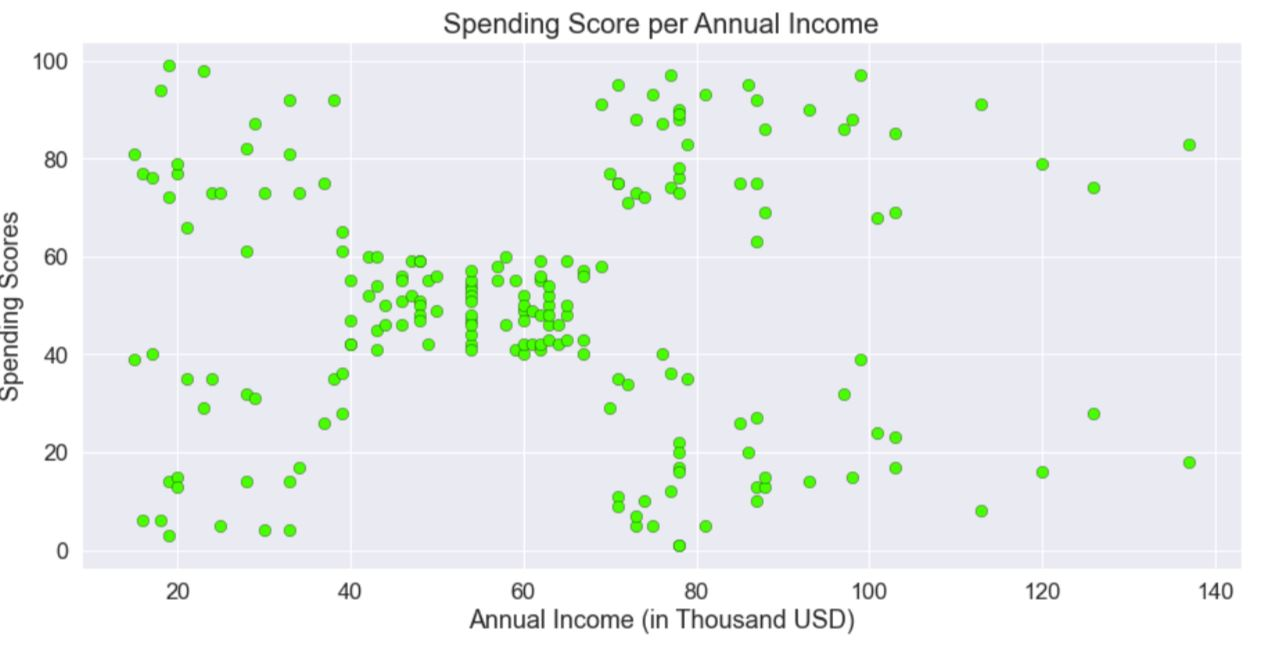 Spending Score per Annual Income
100
80
60
40
20
0
Spending Scores
20 40 60 80 100 120 140
Annual Income (in Thousand USD)